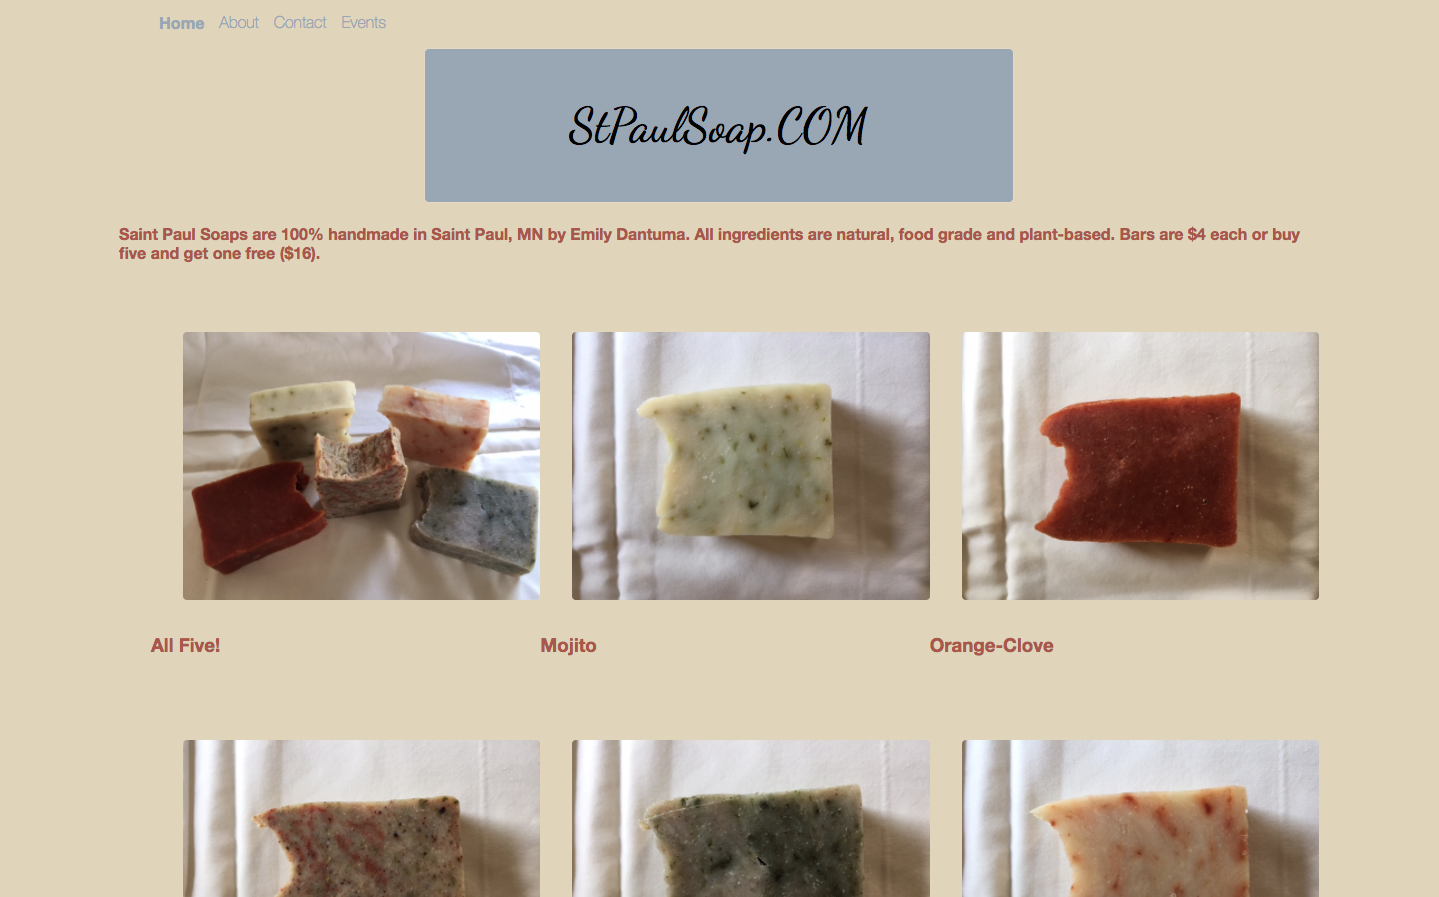 Home About Contact Events
StPaulSoap.COM
Saint Paul Soaps are 100% handmade in Saint Paul, MN by Emily Dantuma. All ingredients are natural, food grade and plant-based. Bars are $4 each or buy
five and get one free ($16).
All Five! Mojito Orange-Clove